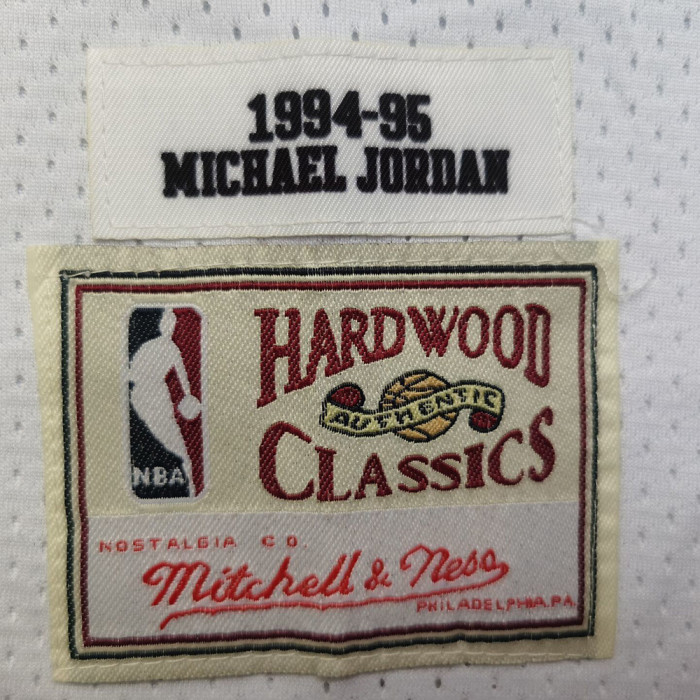 1994-95
MICHAEL JORDAN
NBA
HARDWOOD
AUTHENTIC
CLASSICS
NOSTALGIA CO.
Mitchell & Ness
PHILADELPHIA, PA